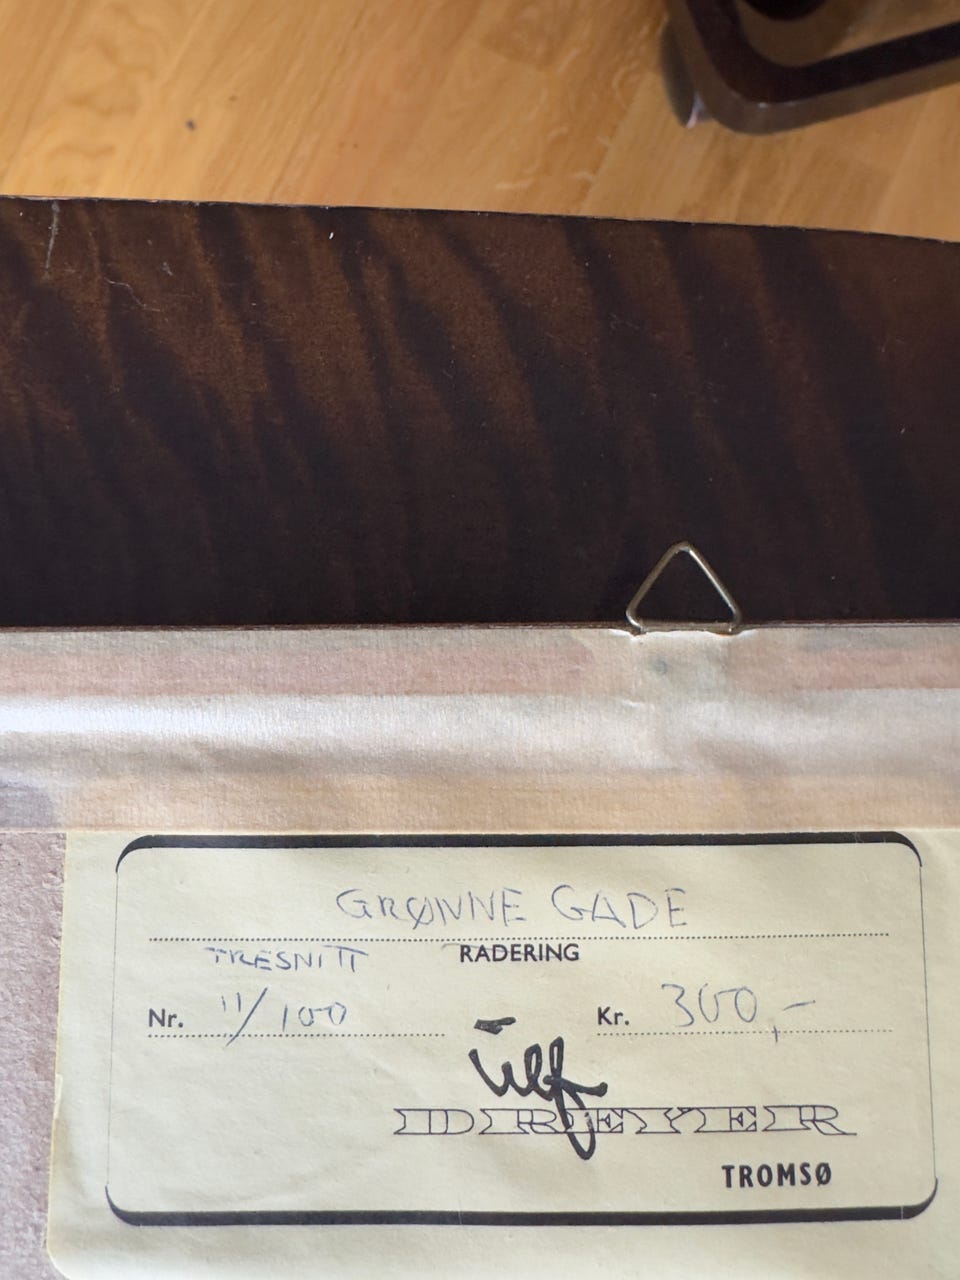 GRØNNE GADE
TRESNITT RADERING
Nr. 11/100 Kr. 300,-
Ulf
DREYER
TROMSØ